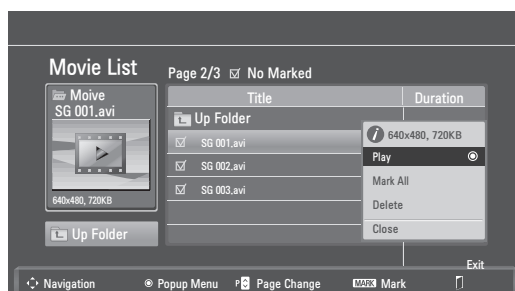 Movie List
Page 2/3 No Marked
Moive
SG 001.avi
640x480, 720KB
Up Folder
Title Duration
Up Folder
SG 001.avi
SG 002.avi
SG 003.avi
640x480, 720KB
Play
Mark All
Delete
Close
Exit
Navigation Popup Menu P Page Change MARK Mark